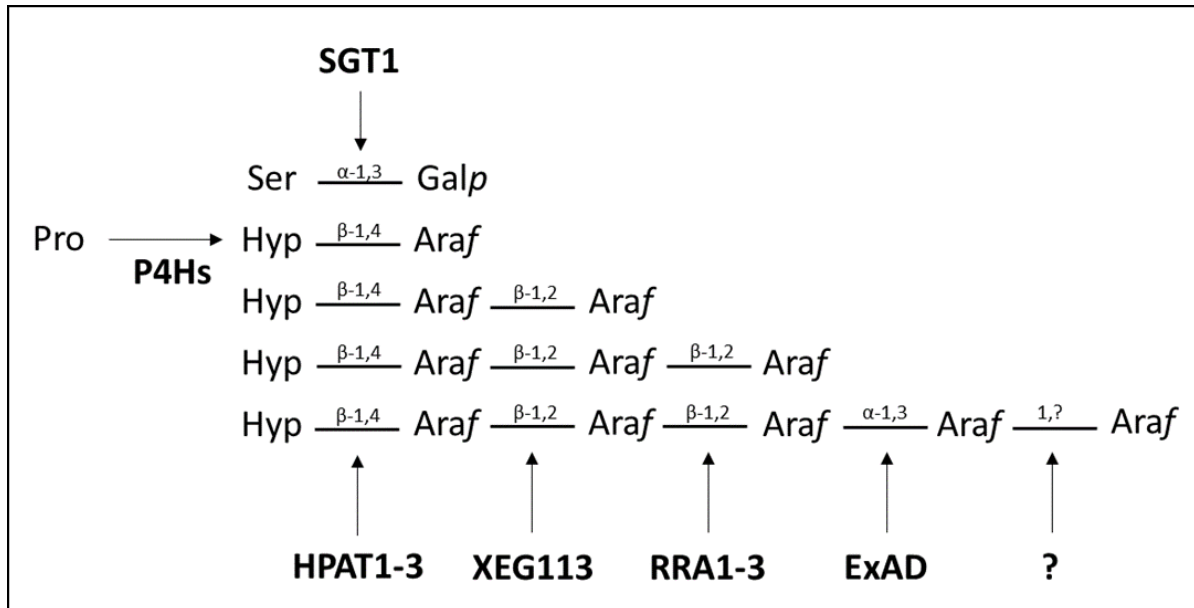 SGT1
Ser α-1,3 Galp
Pro Hyp β-1,4 Araf
P4Hs
Hyp β-1,4 Araf β-1,2 Araf
Hyp β-1,4 Araf β-1,2 Araf β-1,2 Araf
Hyp β-1,4 Araf β-1,2 Araf β-1,2 Araf α-1,3 Araf 1,? Araf
HPAT1-3 XEG113 RRA1-3 ExAD ?